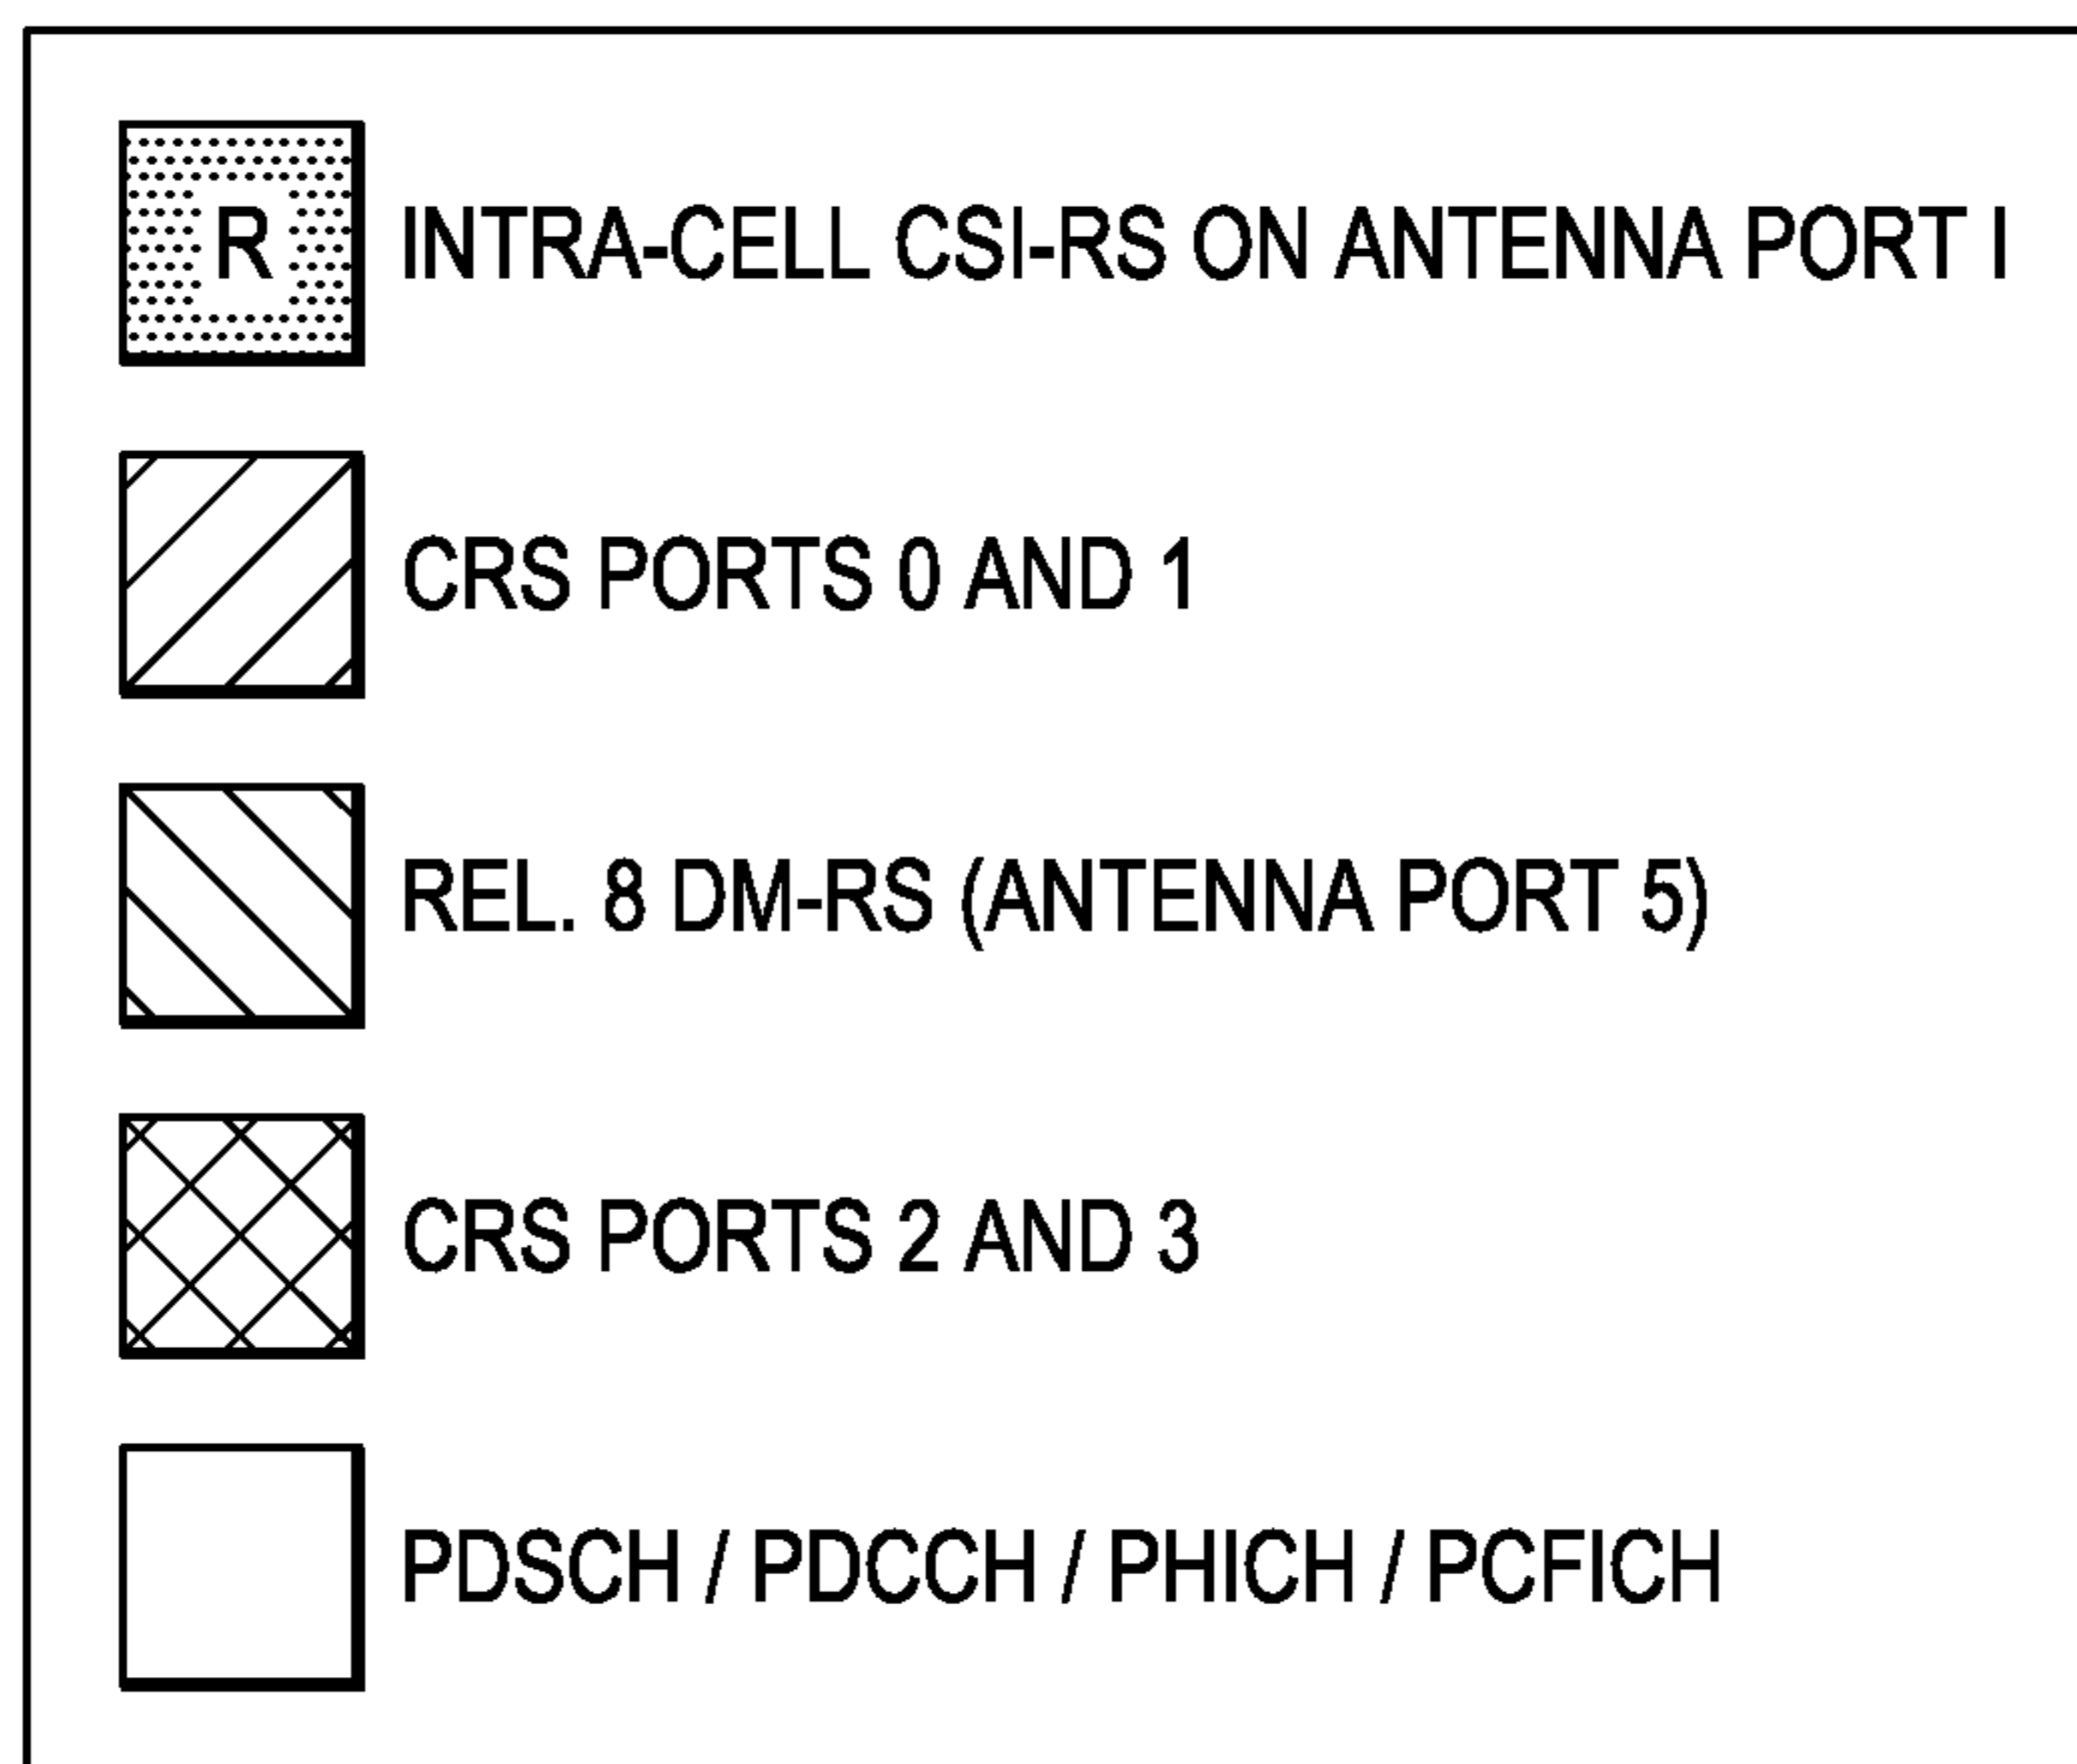 R INTRA-CELL CSI-RS ON ANTENNA PORT I
CRS PORTS 0 AND 1
REL. 8 DM-RS (ANTENNA PORT 5)
CRS PORTS 2 AND 3
PDSCH / PDCCH / PHICH / PCFICH